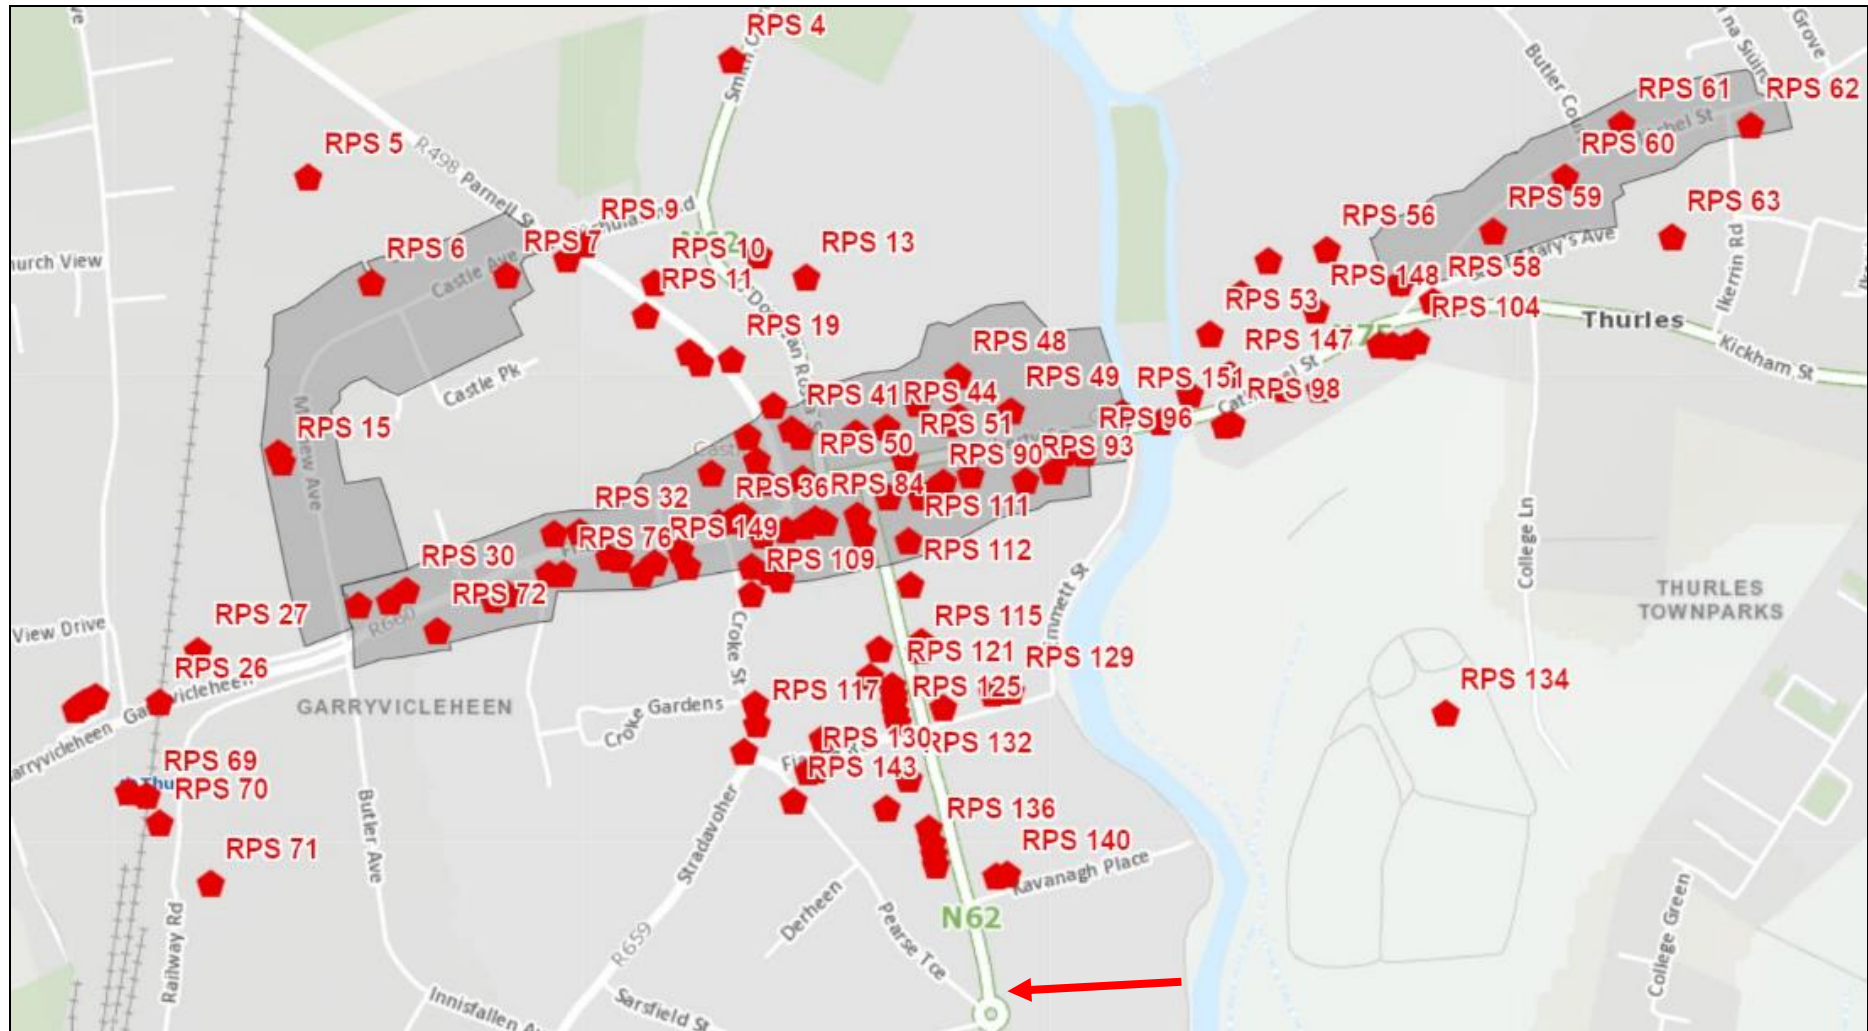 RPS 4
Grove
RPS 61
RPS 62
RPS 5
R498
Parnell St
RPS 60
RPS 59
RPS 63
RPS 9
RPS 56
RPS 6
RPS 7
RPS 10
RPS 13
RPS 11
Castle Ave
St Mary's Ave
Ikerrin Rd
RPS 148
RPS 58
RPS 53
RPS 104
RPS 19
Thurles
RPS 48
RPS 147
Kickham St
Castle Pk
RPS 49
RPS 151
RPS 98
RPS 41
RPS 44
RPS 51
RPS 96
RPS 15
RPS 50
RPS 93
RPS 90
RPS 32
RPS 36
RPS 84
RPS 111
RPS 76
RPS 149
RPS 112
RPS 109
College Ln
RPS 30
RPS 72
R660
THURLES
TOWNPARKS
RPS 27
RPS 115
View Drive
Croke St
RPS 121
RPS 129
RPS 26
Garryvicleheen
RPS 134
RPS 117
RPS 125
GARRYVICLEHEEN
Croke Gardens
RPS 130
RPS 132
RPS 69
RPS 143
RPS 70
RPS 136
Butler Ave
Stradavoher
RPS 71
RPS 140
Kavanagh Place
Derheen
N62
Pearse Tce
College Green
R659
Railway Rd
Sarsfield St
Innisfallen